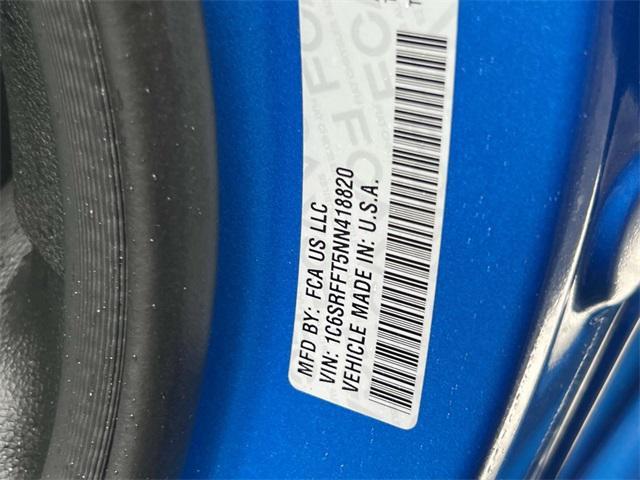 MFD BY: FCA US LLC
VIN: 1C6SRFFT5NN418820
VEHICLE MADE IN: U.S.A.